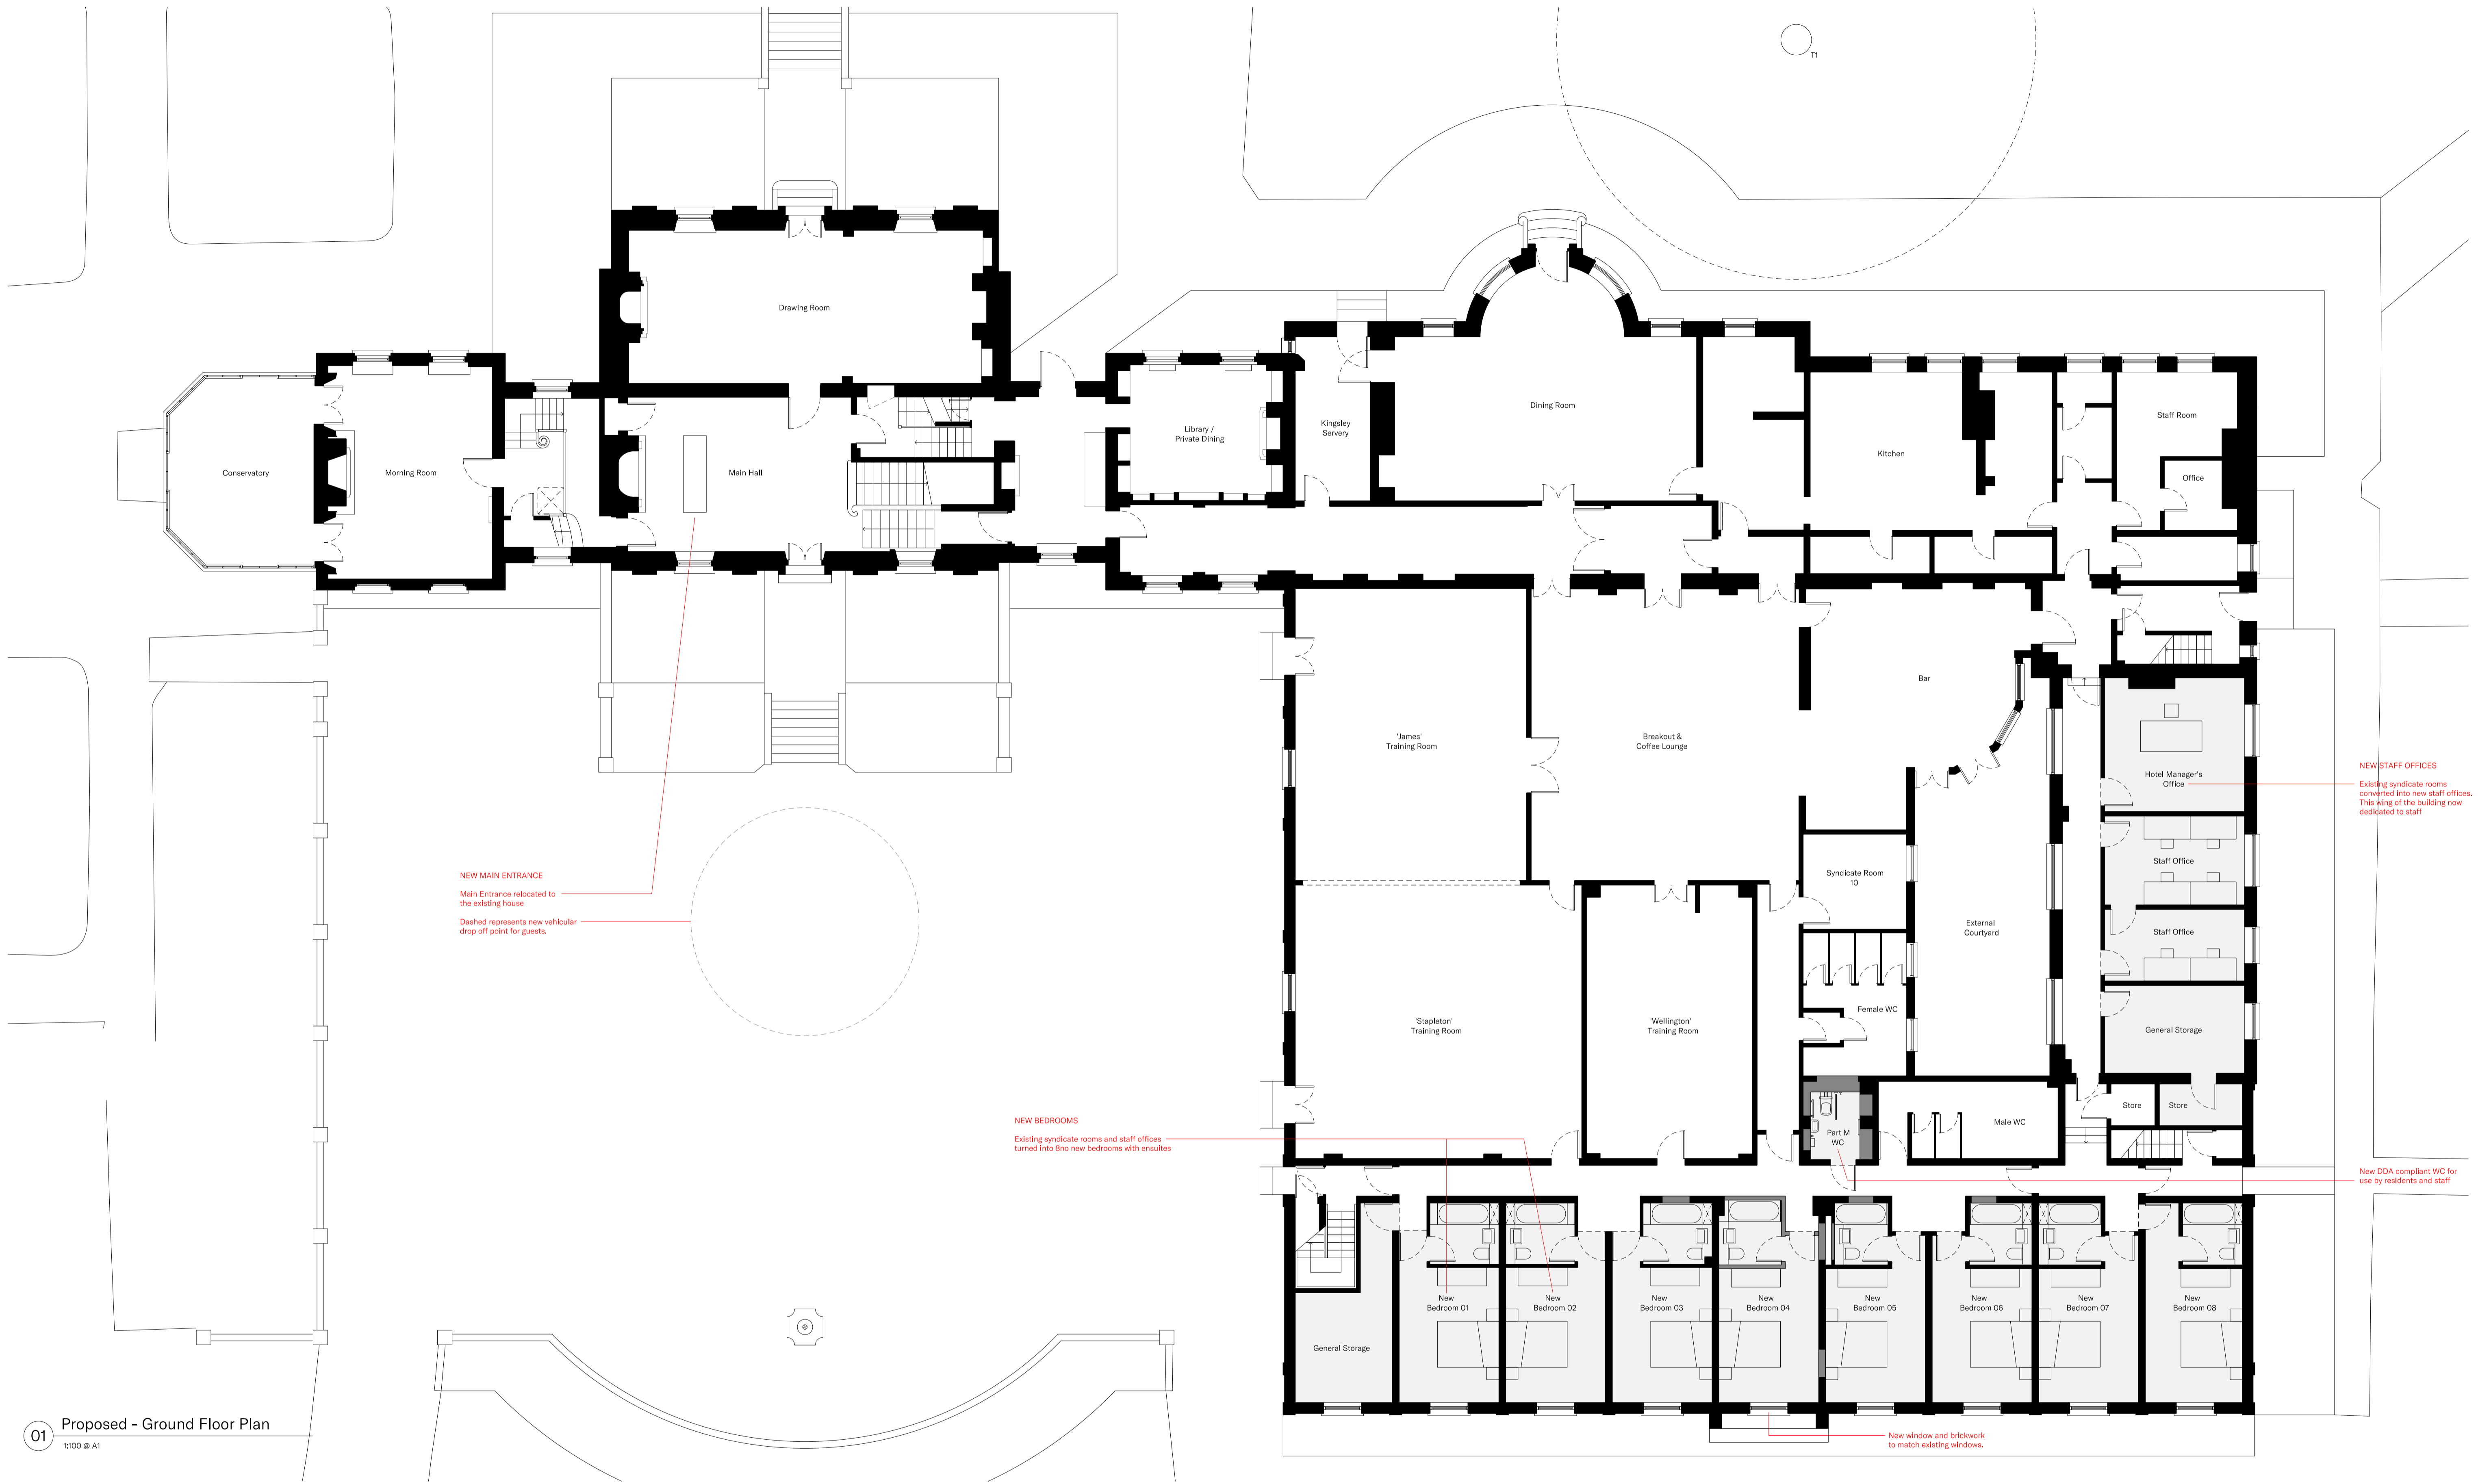 T1
Drawing Room
Dining Room
Staff Room
Kingsley
Servery
Library /
Private Dining
Kitchen
Conservatory
Morning Room
Main Hall
Office
Bar
'James'
Training Room
Breakout &
Coffee Lounge
Hotel Manager's
Office
NEW STAFF OFFICES
Existing syndicate rooms
converted into new staff offices.
This wing of the building now
dedicated to staff
Staff Office
Syndicate Room
10
NEW MAIN ENTRANCE
Main Entrance relocated to
the existing house
Dashed represents new vehicular
drop off point for guests.
External
Courtyard
Staff Office
Female WC
'Stapleton'
Training Room
'Wellington'
Training Room
General Storage
Store
Store
NEW BEDROOMS
Existing syndicate rooms and staff offices
turned into 8no new bedrooms with ensuites
Part M
WC
Male WC
New DDA compliant WC for
use by residents and staff
New
Bedroom 01
New
Bedroom 02
New
Bedroom 03
New
Bedroom 04
New
Bedroom 05
New
Bedroom 06
New
Bedroom 07
New
Bedroom 08
General Storage
New window and brickwork
to match existing windows.
01
Proposed - Ground Floor Plan
1:100 @ A1